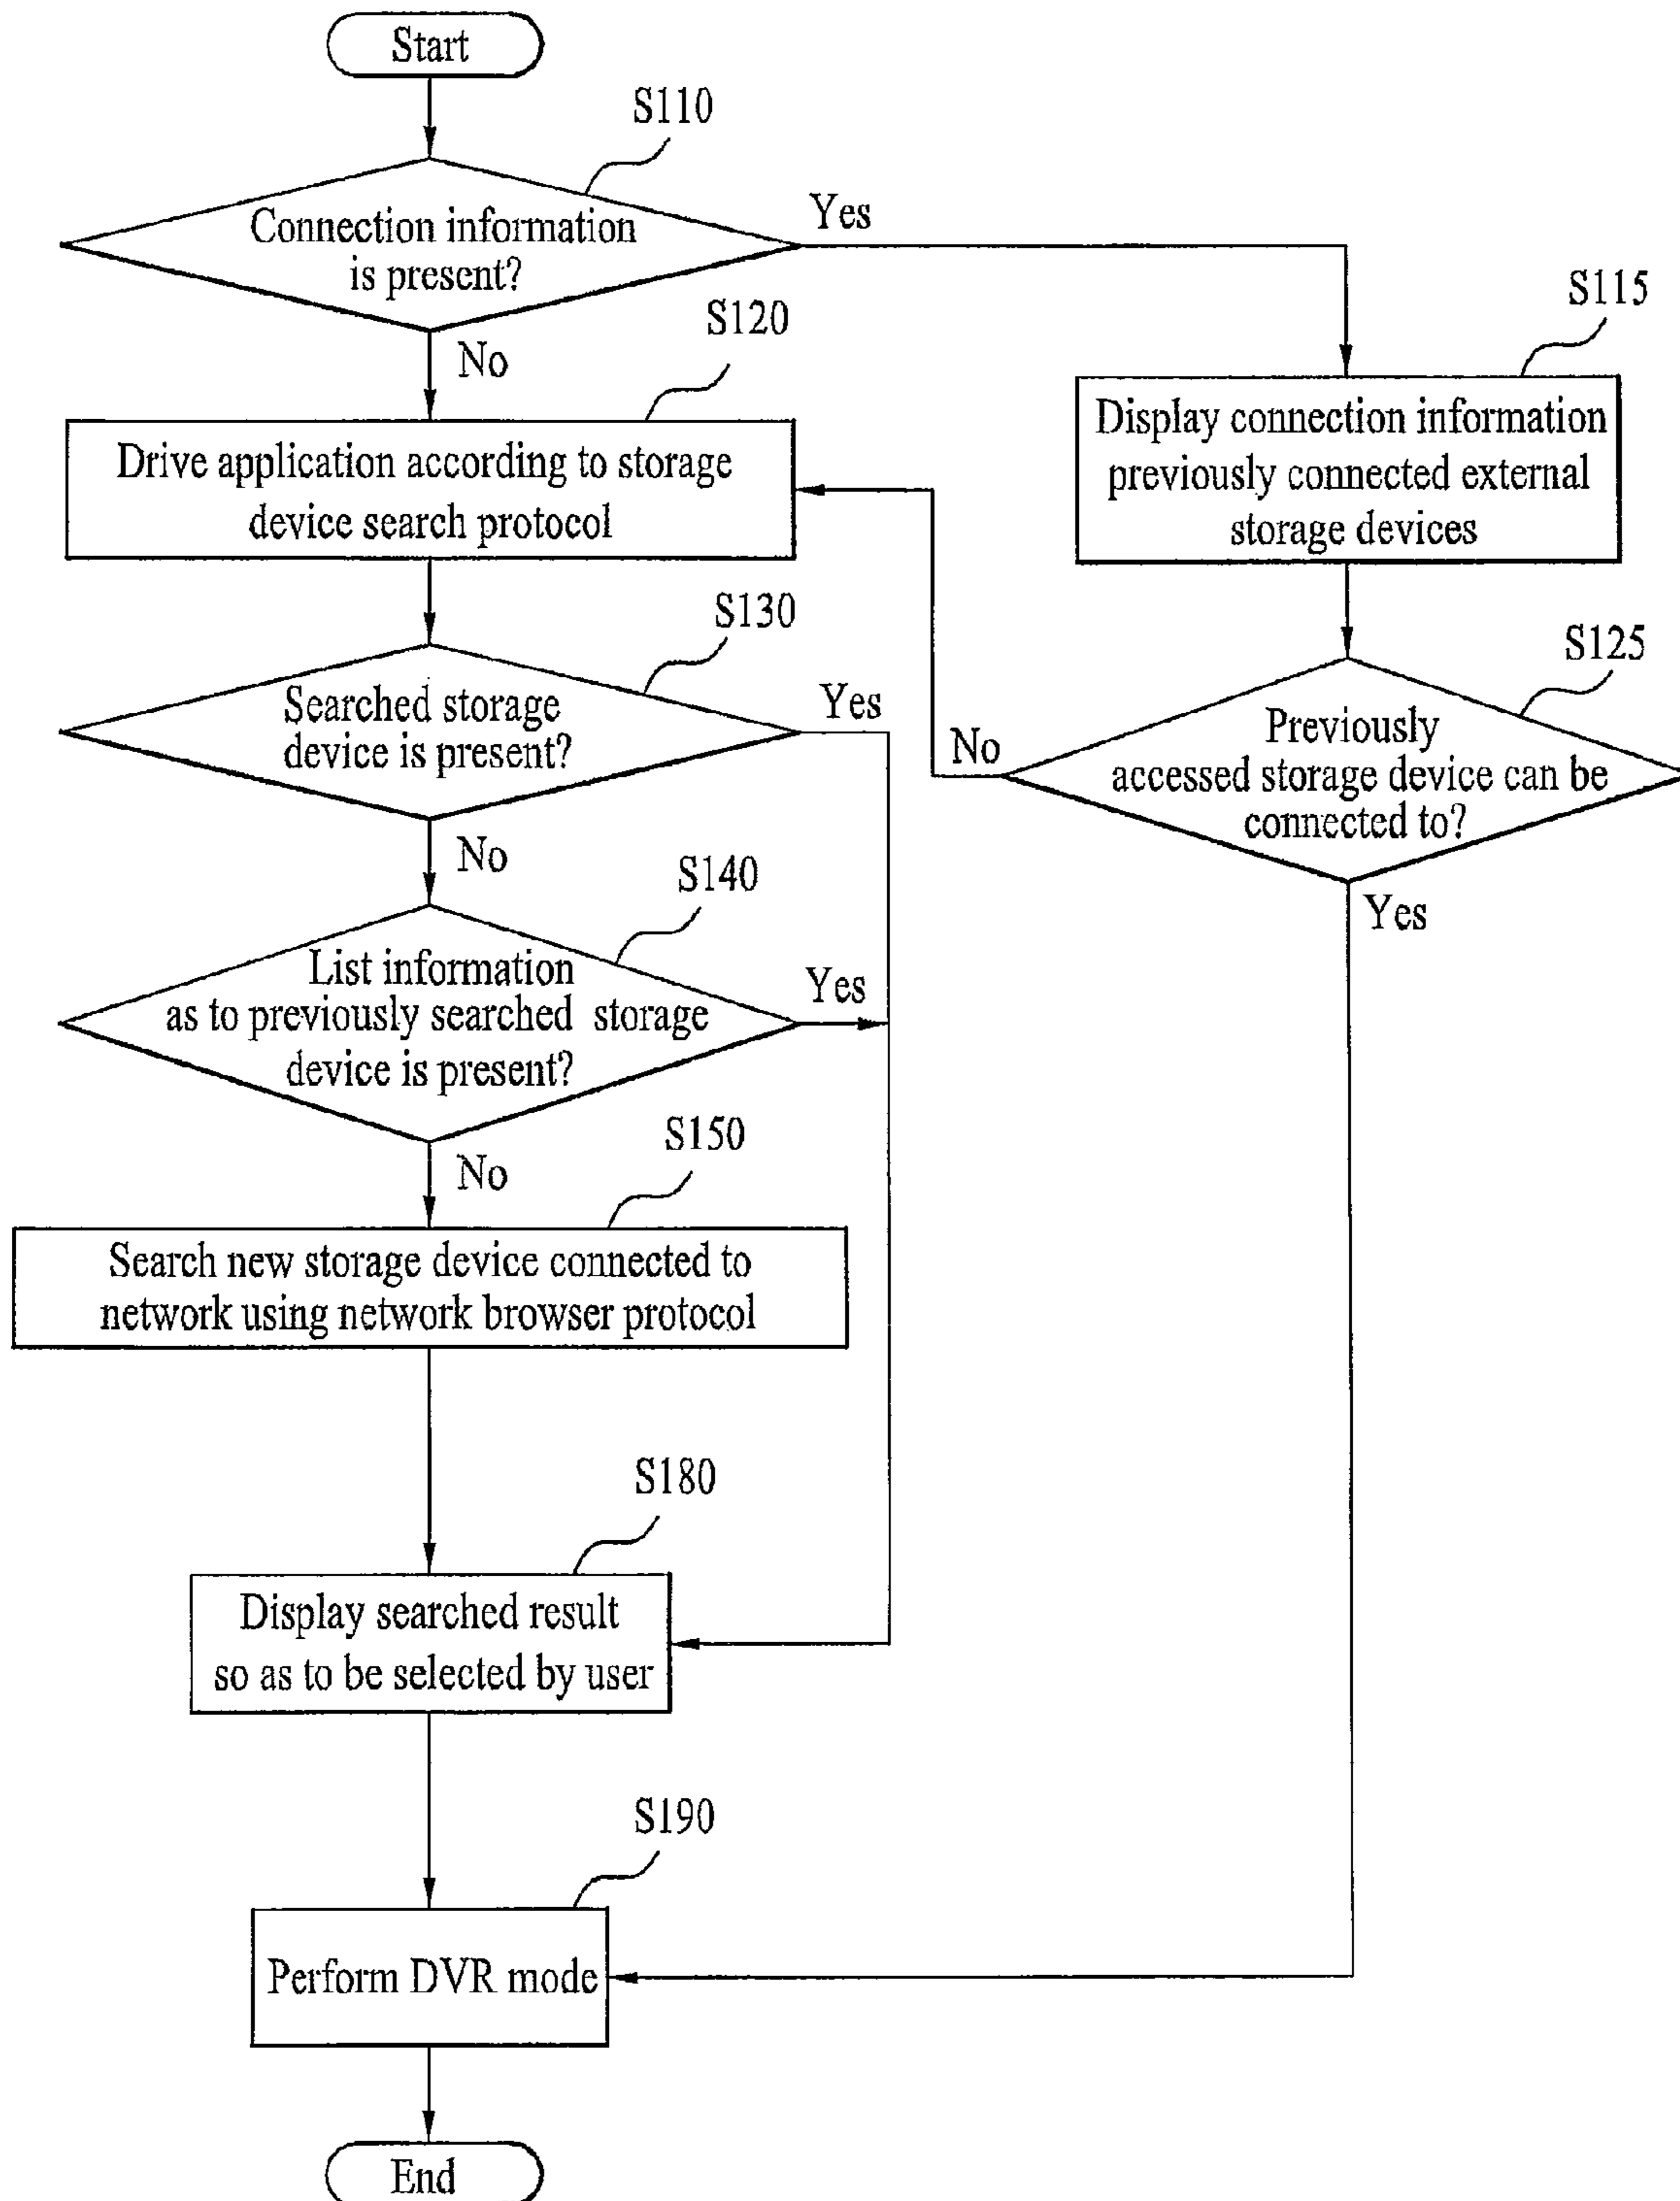 Start
S110
Connection information
is present?
Yes
No
S115
Display connection information
previously connected external
storage devices
S120
Drive application according to storage
device search protocol
S125
Previously
accessed storage device can be
connected to?
No
Yes
S130
Searched storage
device is present?
Yes
No
S140
List information
as to previously searched storage
device is present?
Yes
No
S150
Search new storage device connected to
network using network browser protocol
S180
Display searched result
so as to be selected by user
S190
Perform DVR mode
End